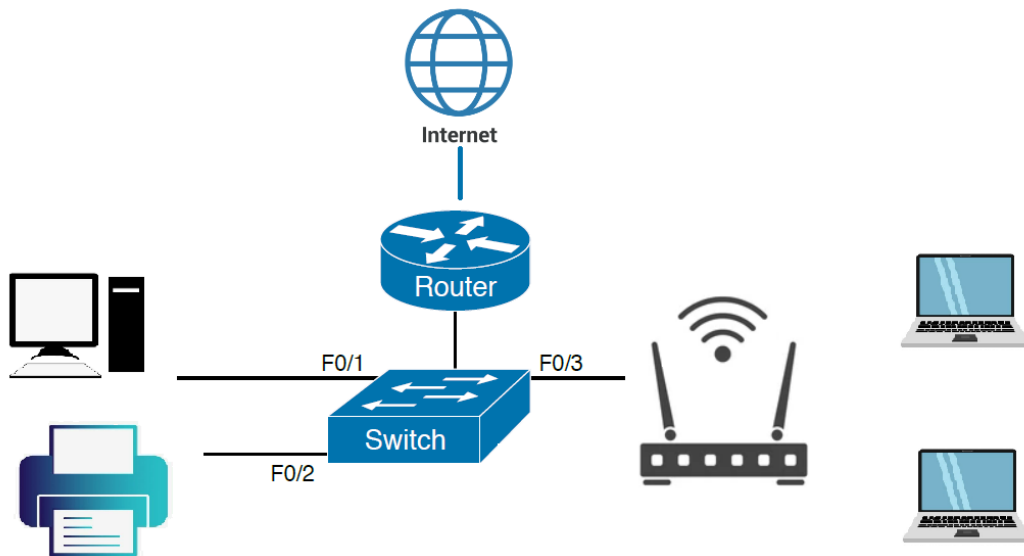 Internet
Router
F0/1
F0/3
Switch
F0/2